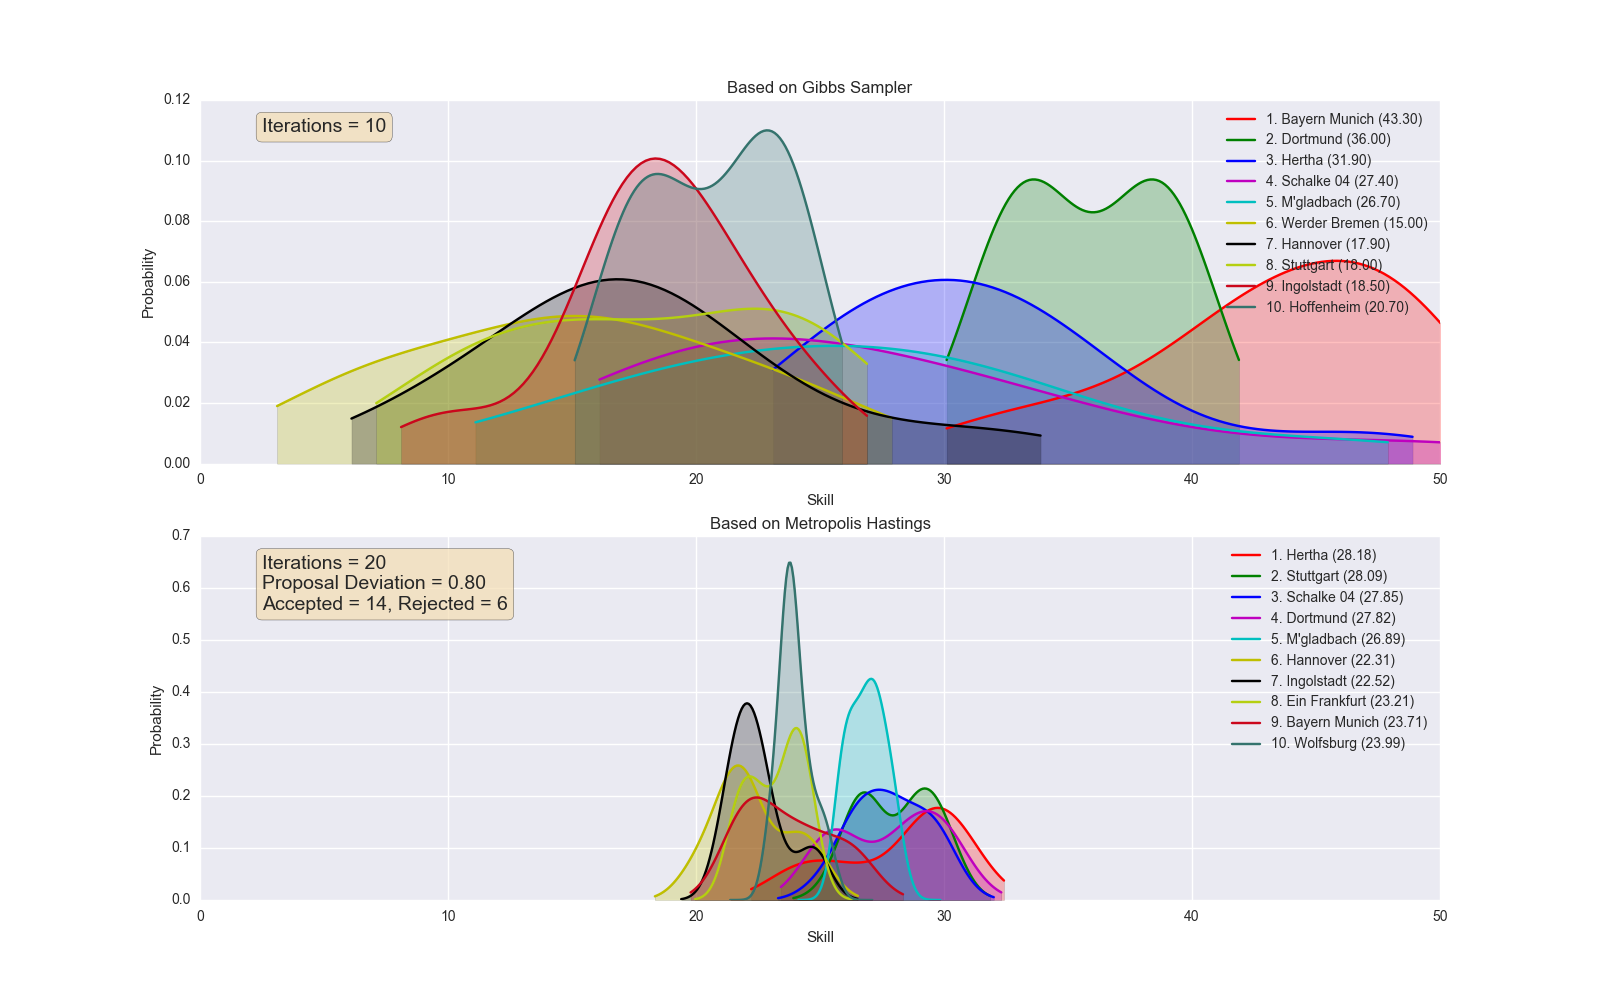 Based on Gibbs Sampler
0.12
0.10
0.08
0.06
0.04
0.02
0.00
Probability
Iterations = 10
1. Bayern Munich (43.30)
2. Dortmund (36.00)
3. Hertha (31.90)
4. Schalke 04 (27.40)
5. M'gladbach (26.70)
6. Werder Bremen (15.00)
7. Hannover (17.90)
8. Stuttgart (18.00)
9. Ingolstadt (18.50)
10. Hoffenheim (20.70)
0 10 20 30 40 50
Skill
Based on Metropolis Hastings
0.7
0.6
0.5
0.4
0.3
0.2
0.1
0.0
Probability
Iterations = 20
Proposal Deviation = 0.80
Accepted = 14, Rejected = 6
1. Hertha (28.18)
2. Stuttgart (28.09)
3. Schalke 04 (27.85)
4. Dortmund (27.82)
5. M'gladbach (26.89)
6. Hannover (22.31)
7. Ingolstadt (22.52)
8. Ein Frankfurt (23.21)
9. Bayern Munich (23.71)
10. Wolfsburg (23.99)
0 10 20 30 40 50
Skill